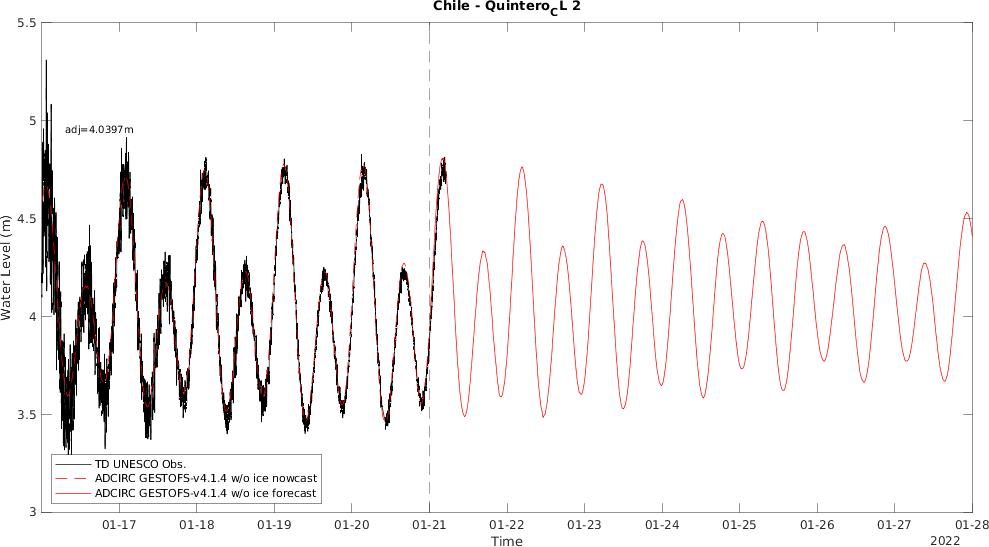 Chile - Quintero_CL 2
5.5
5
4.5
4
3.5
3
Water Level (m)
adj=4.0397m
TD UNESCO Obs.
ADCIRC GESTOFS-v4.1.4 w/o ice nowcast
ADCIRC GESTOFS-v4.1.4 w/o ice forecast
01-17 01-18 01-19 01-20 01-21 01-22 01-23 01-24 01-25 01-26 01-27 01-28
Time
2022